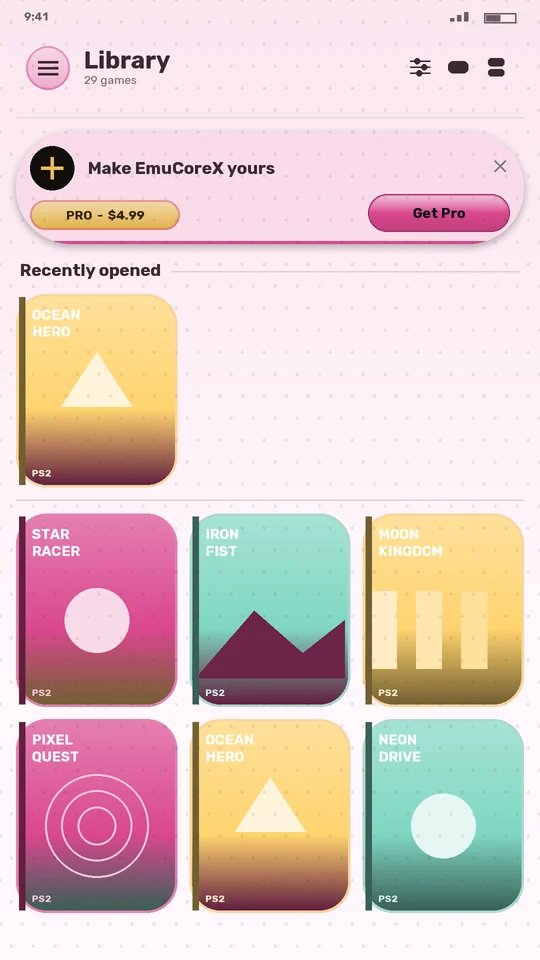 9:41
Library
29 games
Make EmuCoreX yours
PRO - $4.99
Get Pro
Recently opened
OCEAN
HERO
PS2
STAR
RACER
PS2
IRON
FIST
PS2
MOON
KINGDOM
PS2
PIXEL
QUEST
PS2
OCEAN
HERO
PS2
NEON
DRIVE
PS2